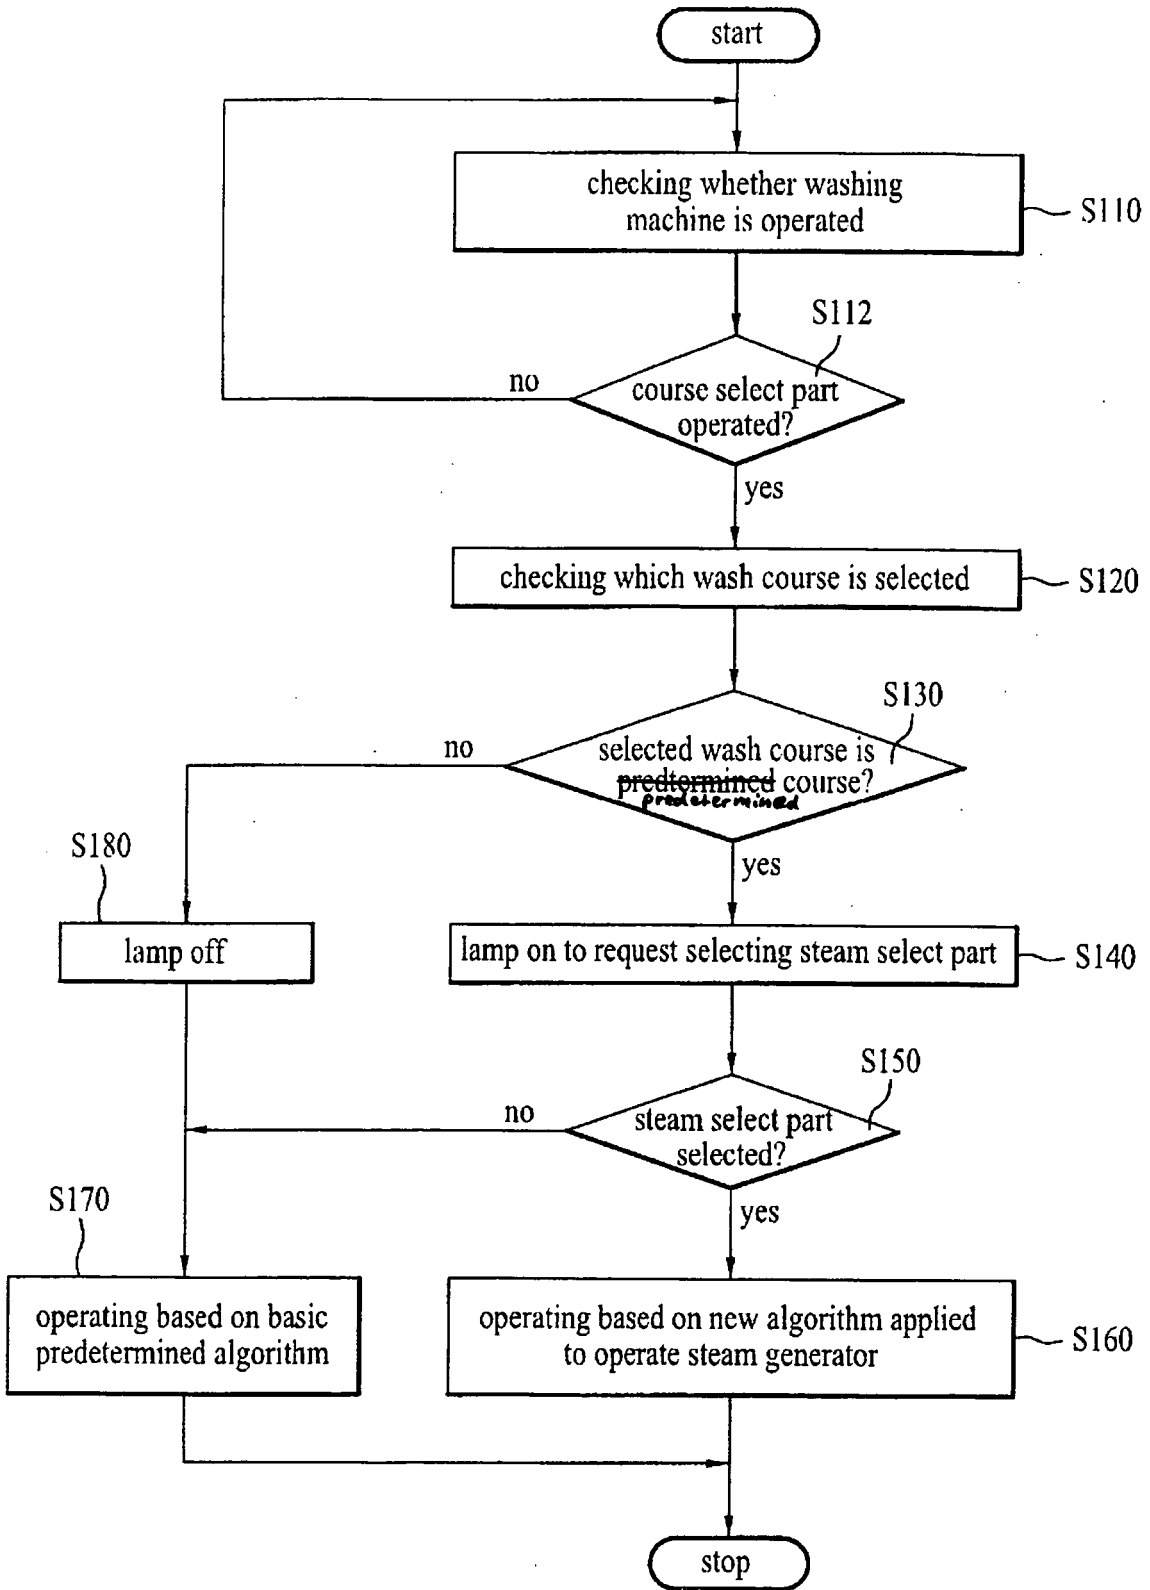 start
checking whether washing
machine is operated
S110
S112
no
course select part
operated?
yes
checking which wash course is selected
S120
S130
no
selected wash course is
predtermined course?
predetermined
yes
S180
lamp off
lamp on to request selecting steam select part
S140
S150
no
steam select part
selected?
yes
S170
operating based on basic
predetermined algorithm
operating based on new algorithm applied
to operate steam generator
S160
stop